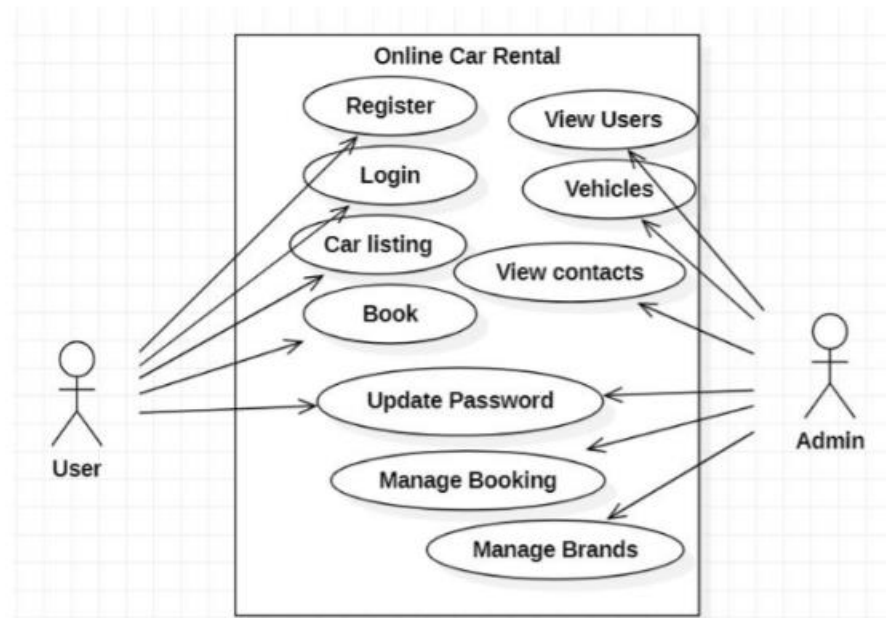 Online Car Rental
Register
View Users
Login
Vehicles
Car listing
View contacts
Book
Update Password
Admin
User
Manage Booking
Manage Brands